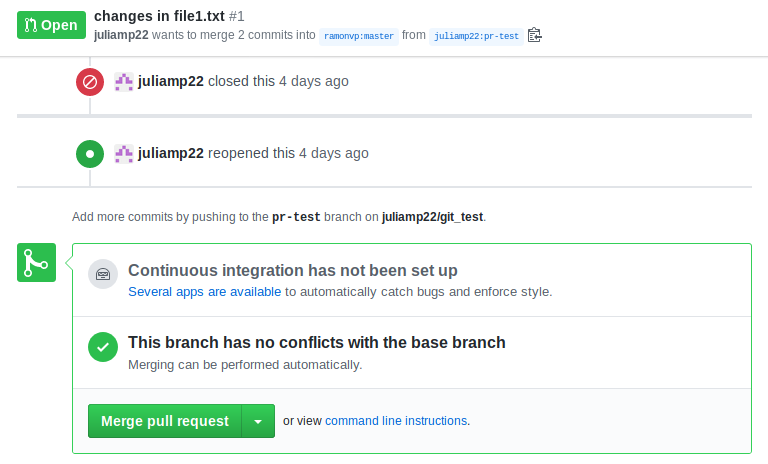 Open
changes in file1.txt #1
juliamp22 wants to merge 2 commits into ramonvp:master from juliamp22:pr-test
juliamp22 closed this 4 days ago
juliamp22 reopened this 4 days ago
Add more commits by pushing to the pr-test branch on juliamp22/git_test.
Continuous integration has not been set up
Several apps are available to automatically catch bugs and enforce style.
This branch has no conflicts with the base branch
Merging can be performed automatically.
Merge pull request or view command line instructions.